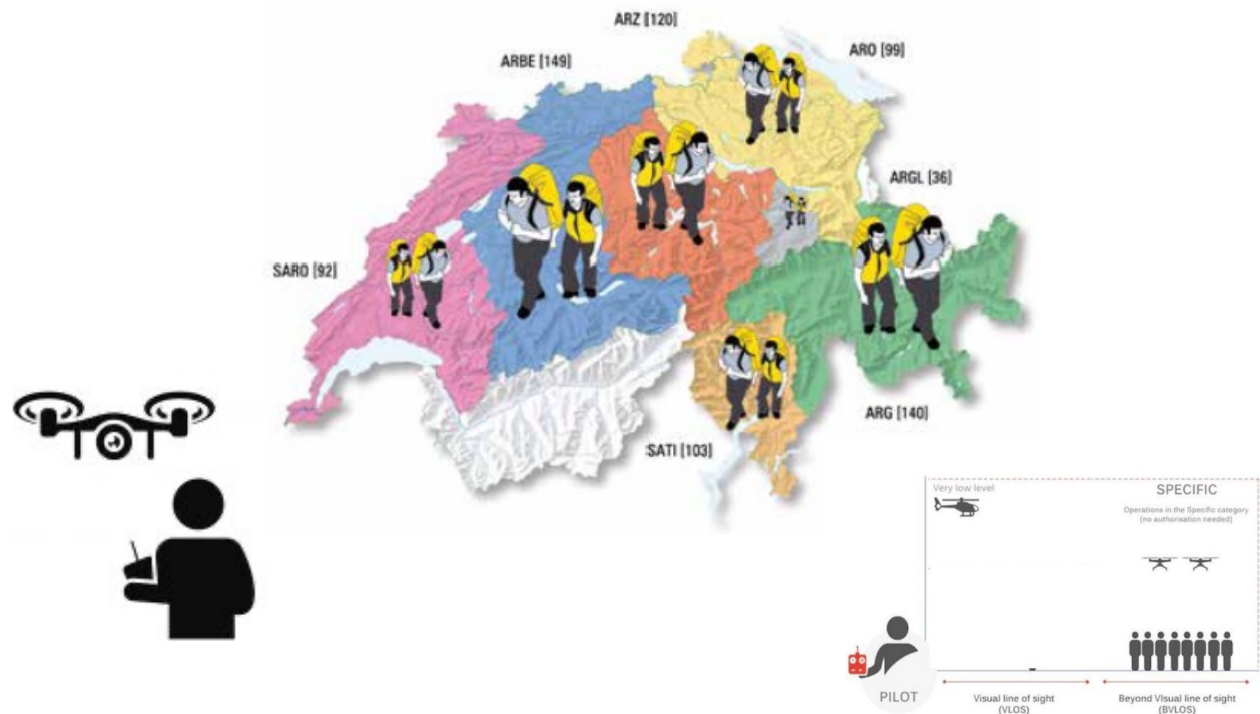 ARZ [120]
ARO [99]
ARBE [149]
ARGL [36]
SARO [92]
ARG [140]
SATI [103]
Very low level
SPECIFIC
Operations in the Specific category
(no authorisation needed)
PILOT
Visual line of sight
(VLOS)
Beyond VIsual line of sight
(BVLOS)